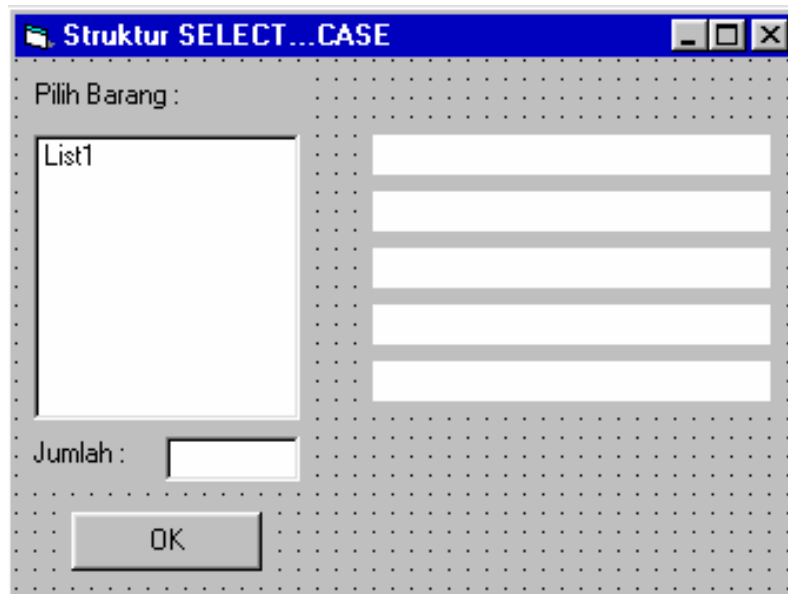 Struktur SELECT...CASE
Pilih Barang :
List1
Jumlah :
OK